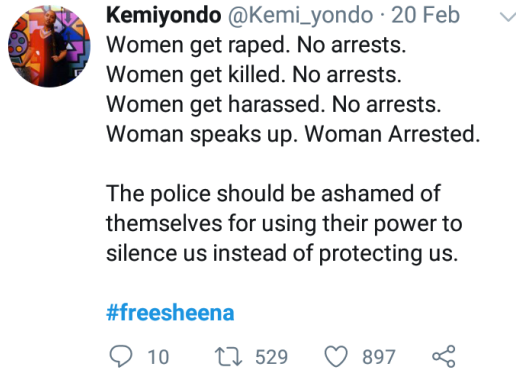 Kemiyondo @Kemi_yondo · 20 Feb
Women get raped. No arrests.
Women get killed. No arrests.
Women get harassed. No arrests.
Woman speaks up. Woman Arrested.
The police should be ashamed of
themselves for using their power to
silence us instead of protecting us.
#freesheena
10 529 897